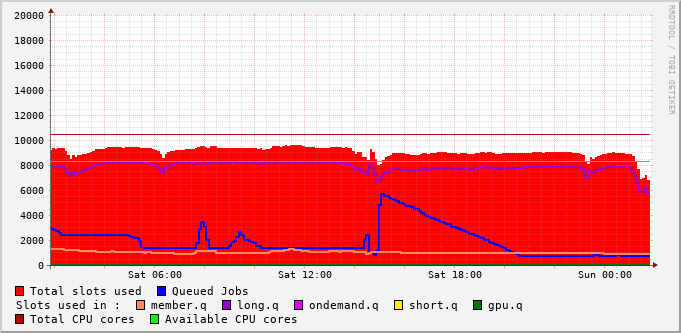 RRDTOOL / TOBI OETIKER
20000
18000
16000
14000
12000
10000
8000
6000
4000
2000
0
Sat 06:00 Sat 12:00 Sat 18:00 Sun 00:00
Total slots used Queued Jobs
Slots used in : member.q long.q ondemand.q short.q gpu.q
Total CPU cores Available CPU cores